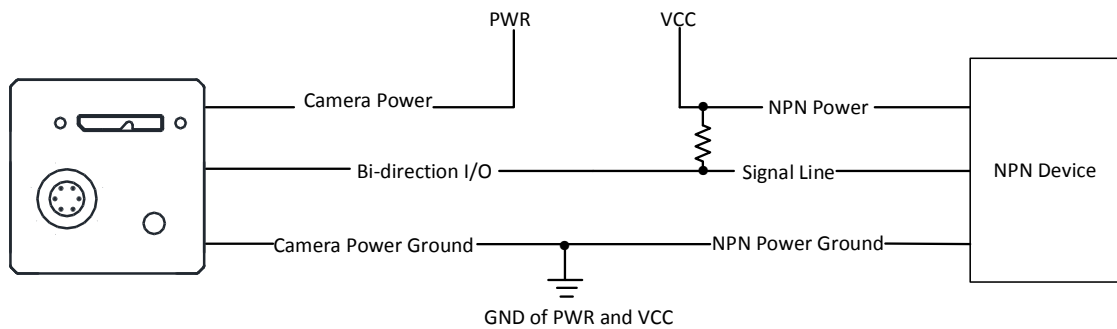 PWR
VCC
Camera Power
NPN Power
Bi-direction I/O
Signal Line
NPN Device
Camera Power Ground
NPN Power Ground
GND of PWR and VCC